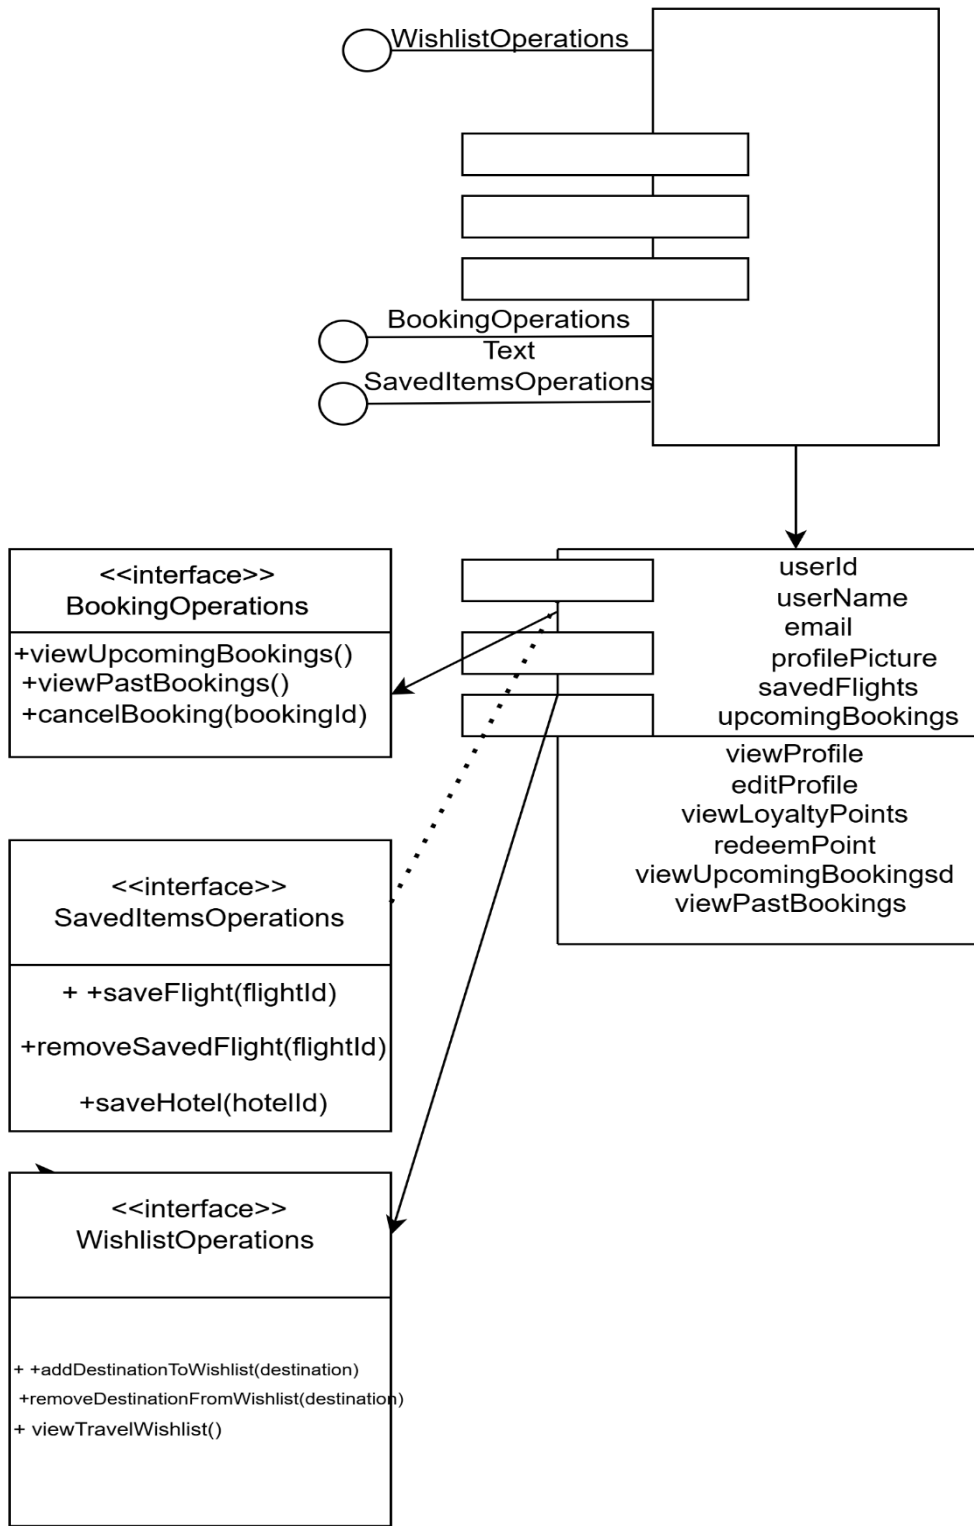 WishlistOperations
BookingOperations
Text
SavedItemsOperations
<<interface>>
BookingOperations
+viewUpcomingBookings()
+viewPastBookings()
+cancelBooking(bookingId)
userId
userName
email
profilePicture
savedFlights
upcomingBookings
viewProfile
editProfile
viewLoyaltyPoints
redeemPoint
viewUpcomingBookingsd
viewPastBookings
<<interface>>
SavedItemsOperations
+ +saveFlight(flightId)
+removeSavedFlight(flightId)
+saveHotel(hotelId)
<<interface>>
WishlistOperations
+ +addDestinationToWishlist(destination)
+removeDestinationFromWishlist(destination)
+ viewTravelWishlist()